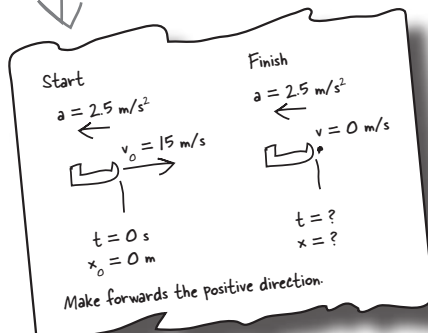 Start
a = 2.5 m/s²
v₀ = 15 m/s
t = 0 s
x₀ = 0 m
Finish
a = 2.5 m/s²
v = 0 m/s
t = ?
x = ?
Make forwards the positive direction.